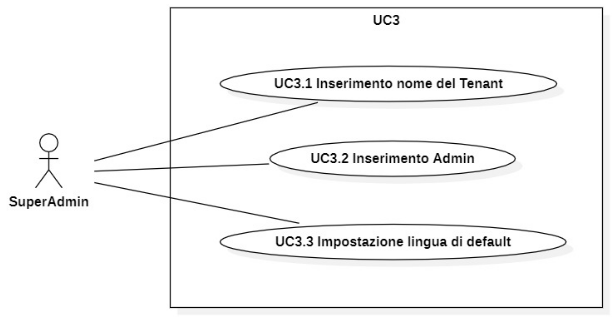 UC3
UC3.1 Inserimento nome del Tenant
UC3.2 Inserimento Admin
SuperAdmin
UC3.3 Impostazione lingua di default